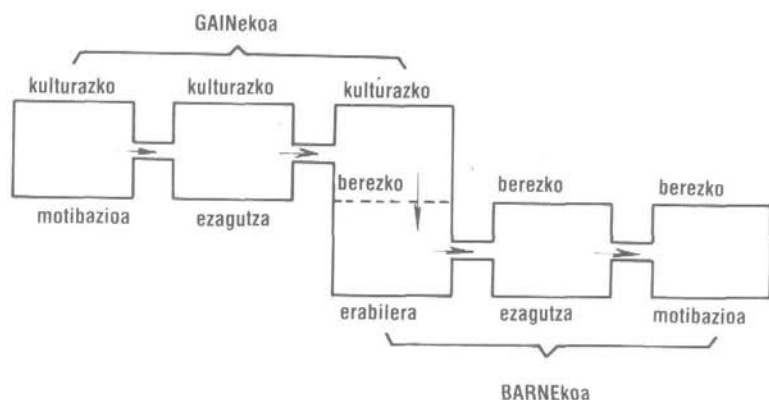 GAINekoa
kulturazko kulturazko kulturazko
berezko berezko berezko
motibazioa ezagutza
erabilera ezagutza motibazioa
BARNEkoa